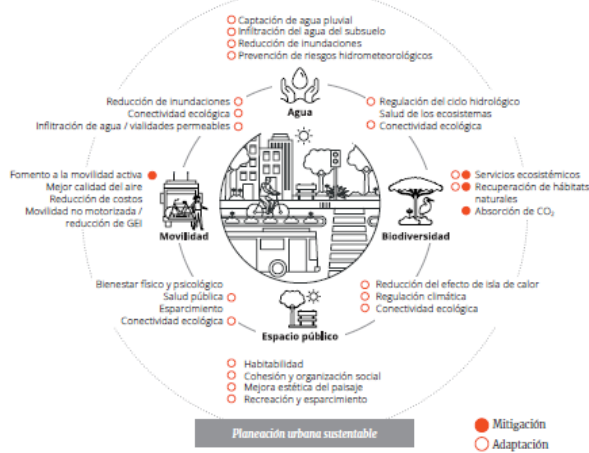 Captación de agua pluvial
Infiltración del agua del subsuelo
Reducción de inundaciones
Prevención de riesgos hidrometeorológicos
Agua
Reducción de inundaciones
Conectividad ecológica
Infiltración de agua / vialidades permeables
Regulación del ciclo hidrológico
Salud de los ecosistemas
Conectividad ecológica
Fomento a la movilidad activa
Mejor calidad del aire
Reducción de costos
Movilidad no motorizada /
reducción de GEI
Movilidad
Servicios ecosistémicos
Recuperación de hábitats
naturales
Absorción de CO₂
Biodiversidad
Bienestar físico y psicológico
Salud pública
Esparcimiento
Conectividad ecológica
Reducción del efecto de isla de calor
Regulación climática
Conectividad ecológica
Espacio público
Habitabilidad
Cohesión y organización social
Mejora estética del paisaje
Recreación y esparcimiento
Planeación urbana sustentable
Mitigación
Adaptación